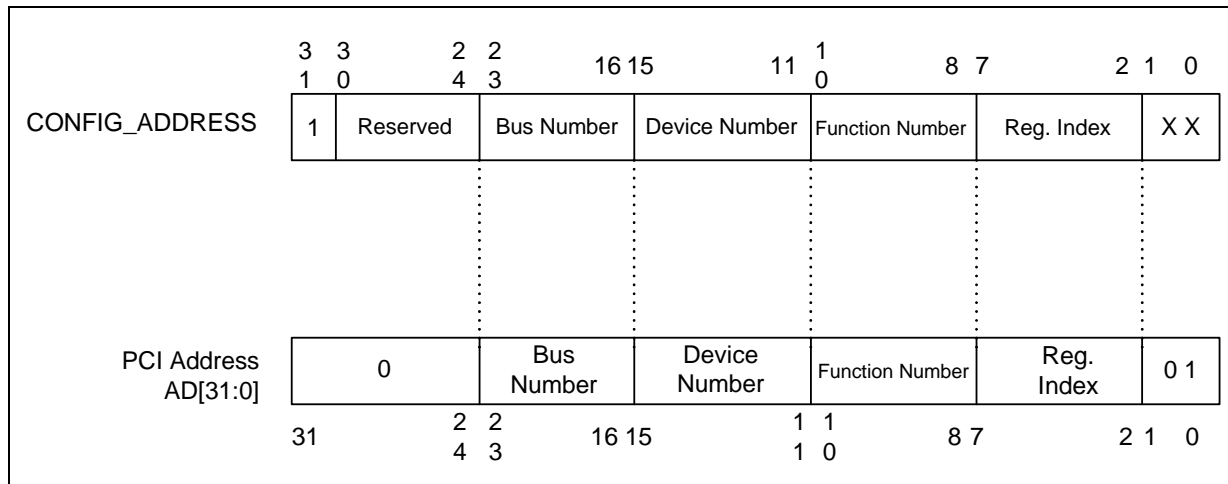 3 3 2 2 16 15 11 1 8 7 2 1 0
1 0 4 3 0
CONFIG_ADDRESS 1 Reserved Bus Number Device Number Function Number Reg. Index X X
PCI Address 0 Bus Device Function Number Reg. 0 1
AD[31:0] Number Number Index
31 2 2 16 15 1 1 8 7 2 1 0
4 3 1 0